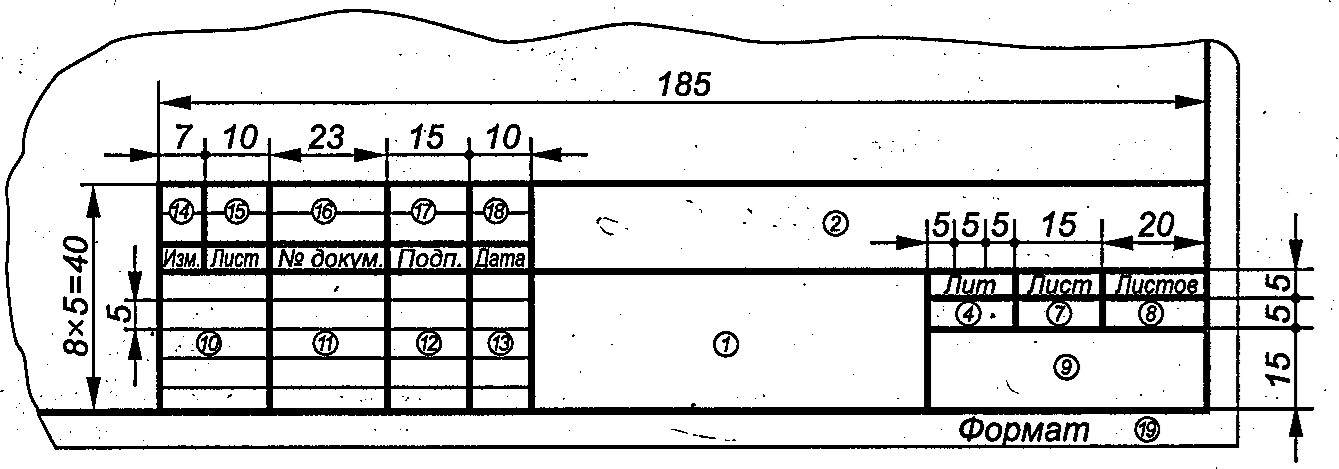 185
7 10 23 15 10
14 15 16 17 18 2
5 5 5 15 20
Изм. Лист № докум. Подп. Дата
Лит Лист Листов 5
4 7 8 5
8×5=40
5
10 11 12 13 1
9 15
Формат 19